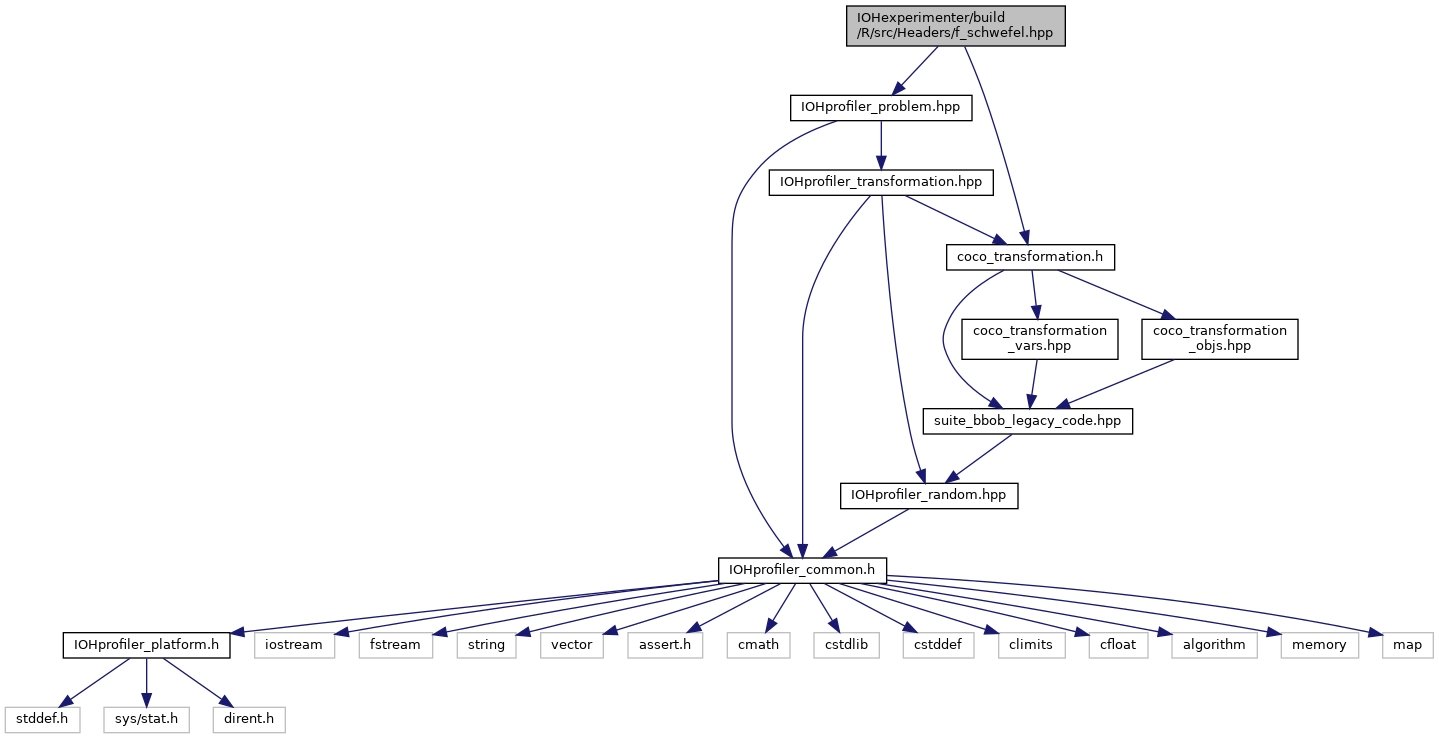 IOHexperimenter/build
/R/src/Headers/f_schwefel.hpp
IOHprofiler_problem.hpp
IOHprofiler_transformation.hpp
coco_transformation.h
coco_transformation
_vars.hpp
coco_transformation
_objs.hpp
suite_bbob_legacy_code.hpp
IOHprofiler_random.hpp
IOHprofiler_common.h
IOHprofiler_platform.h
iostream
fstream
string
vector
assert.h
cmath
cstdlib
cstddef
climits
cfloat
algorithm
memory
map
stddef.h
sys/stat.h
dirent.h